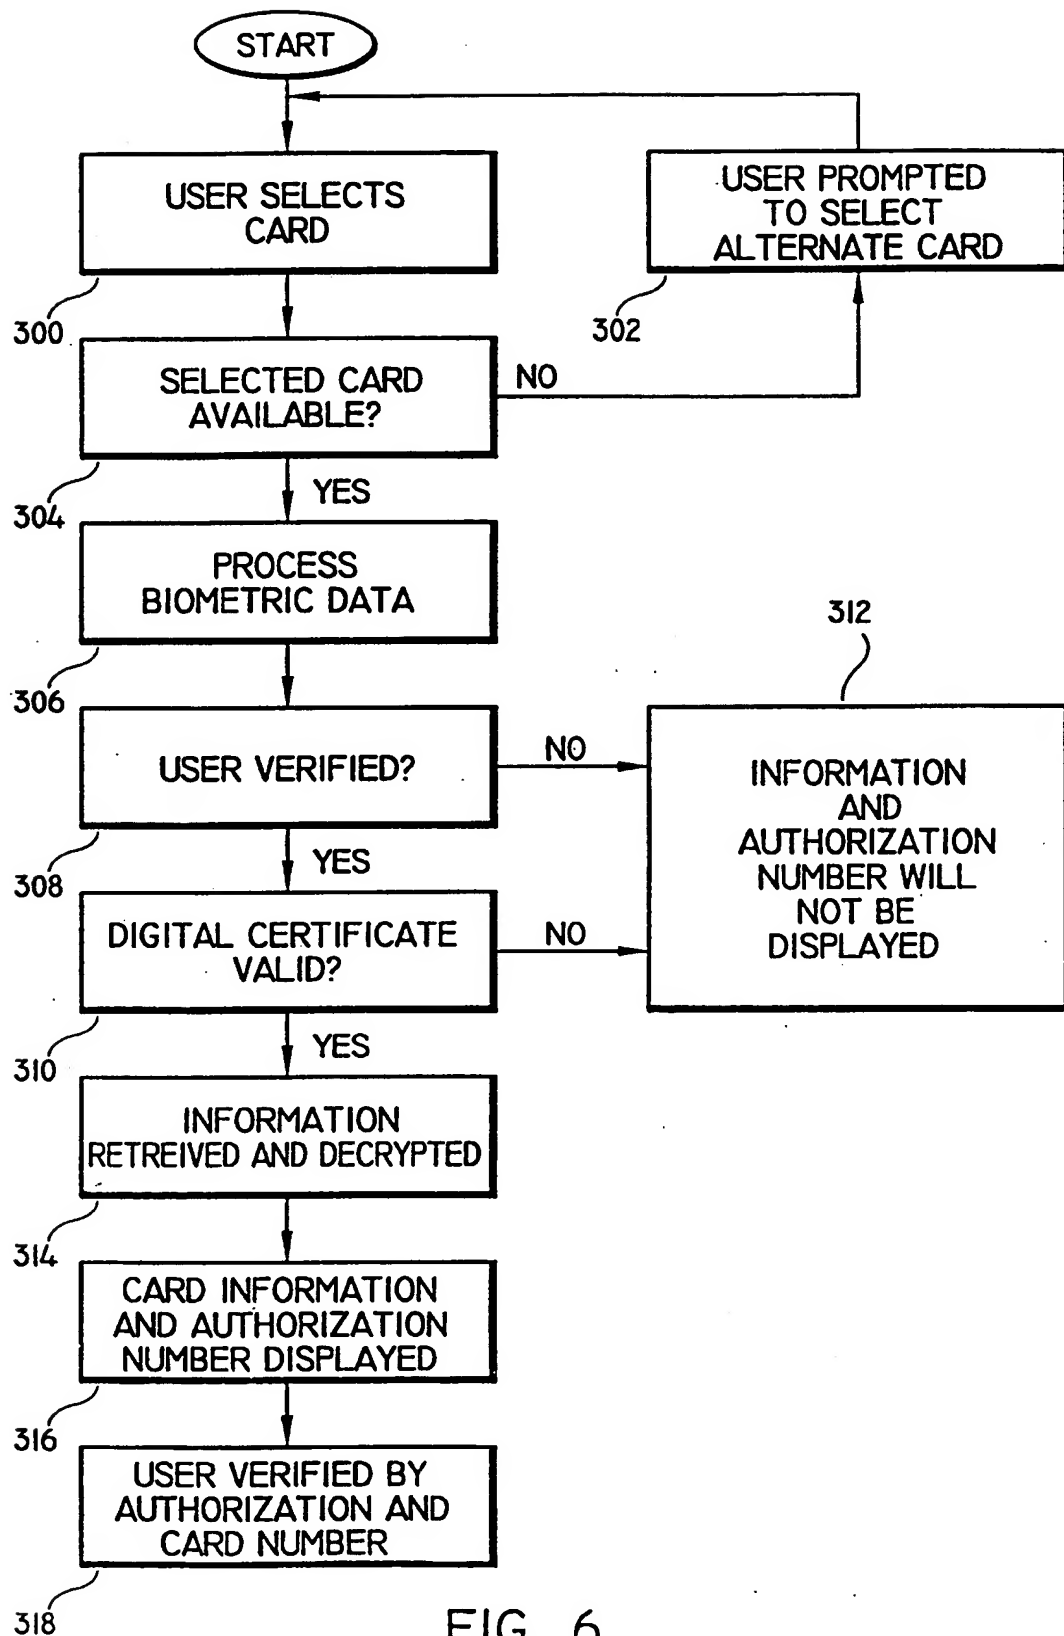 START
USER SELECTS
CARD
300
USER PROMPTED
TO SELECT
ALTERNATE CARD
302
SELECTED CARD
AVAILABLE?
NO
304
YES
PROCESS
BIOMETRIC DATA
306
312
USER VERIFIED?
NO
INFORMATION
AND
AUTHORIZATION
NUMBER WILL
NOT BE
DISPLAYED
308
YES
DIGITAL CERTIFICATE
VALID?
NO
310
YES
INFORMATION
RETREIVED AND DECRYPTED
314
CARD INFORMATION
AND AUTHORIZATION
NUMBER DISPLAYED
316
USER VERIFIED BY
AUTHORIZATION AND
CARD NUMBER
318
FIG. 6